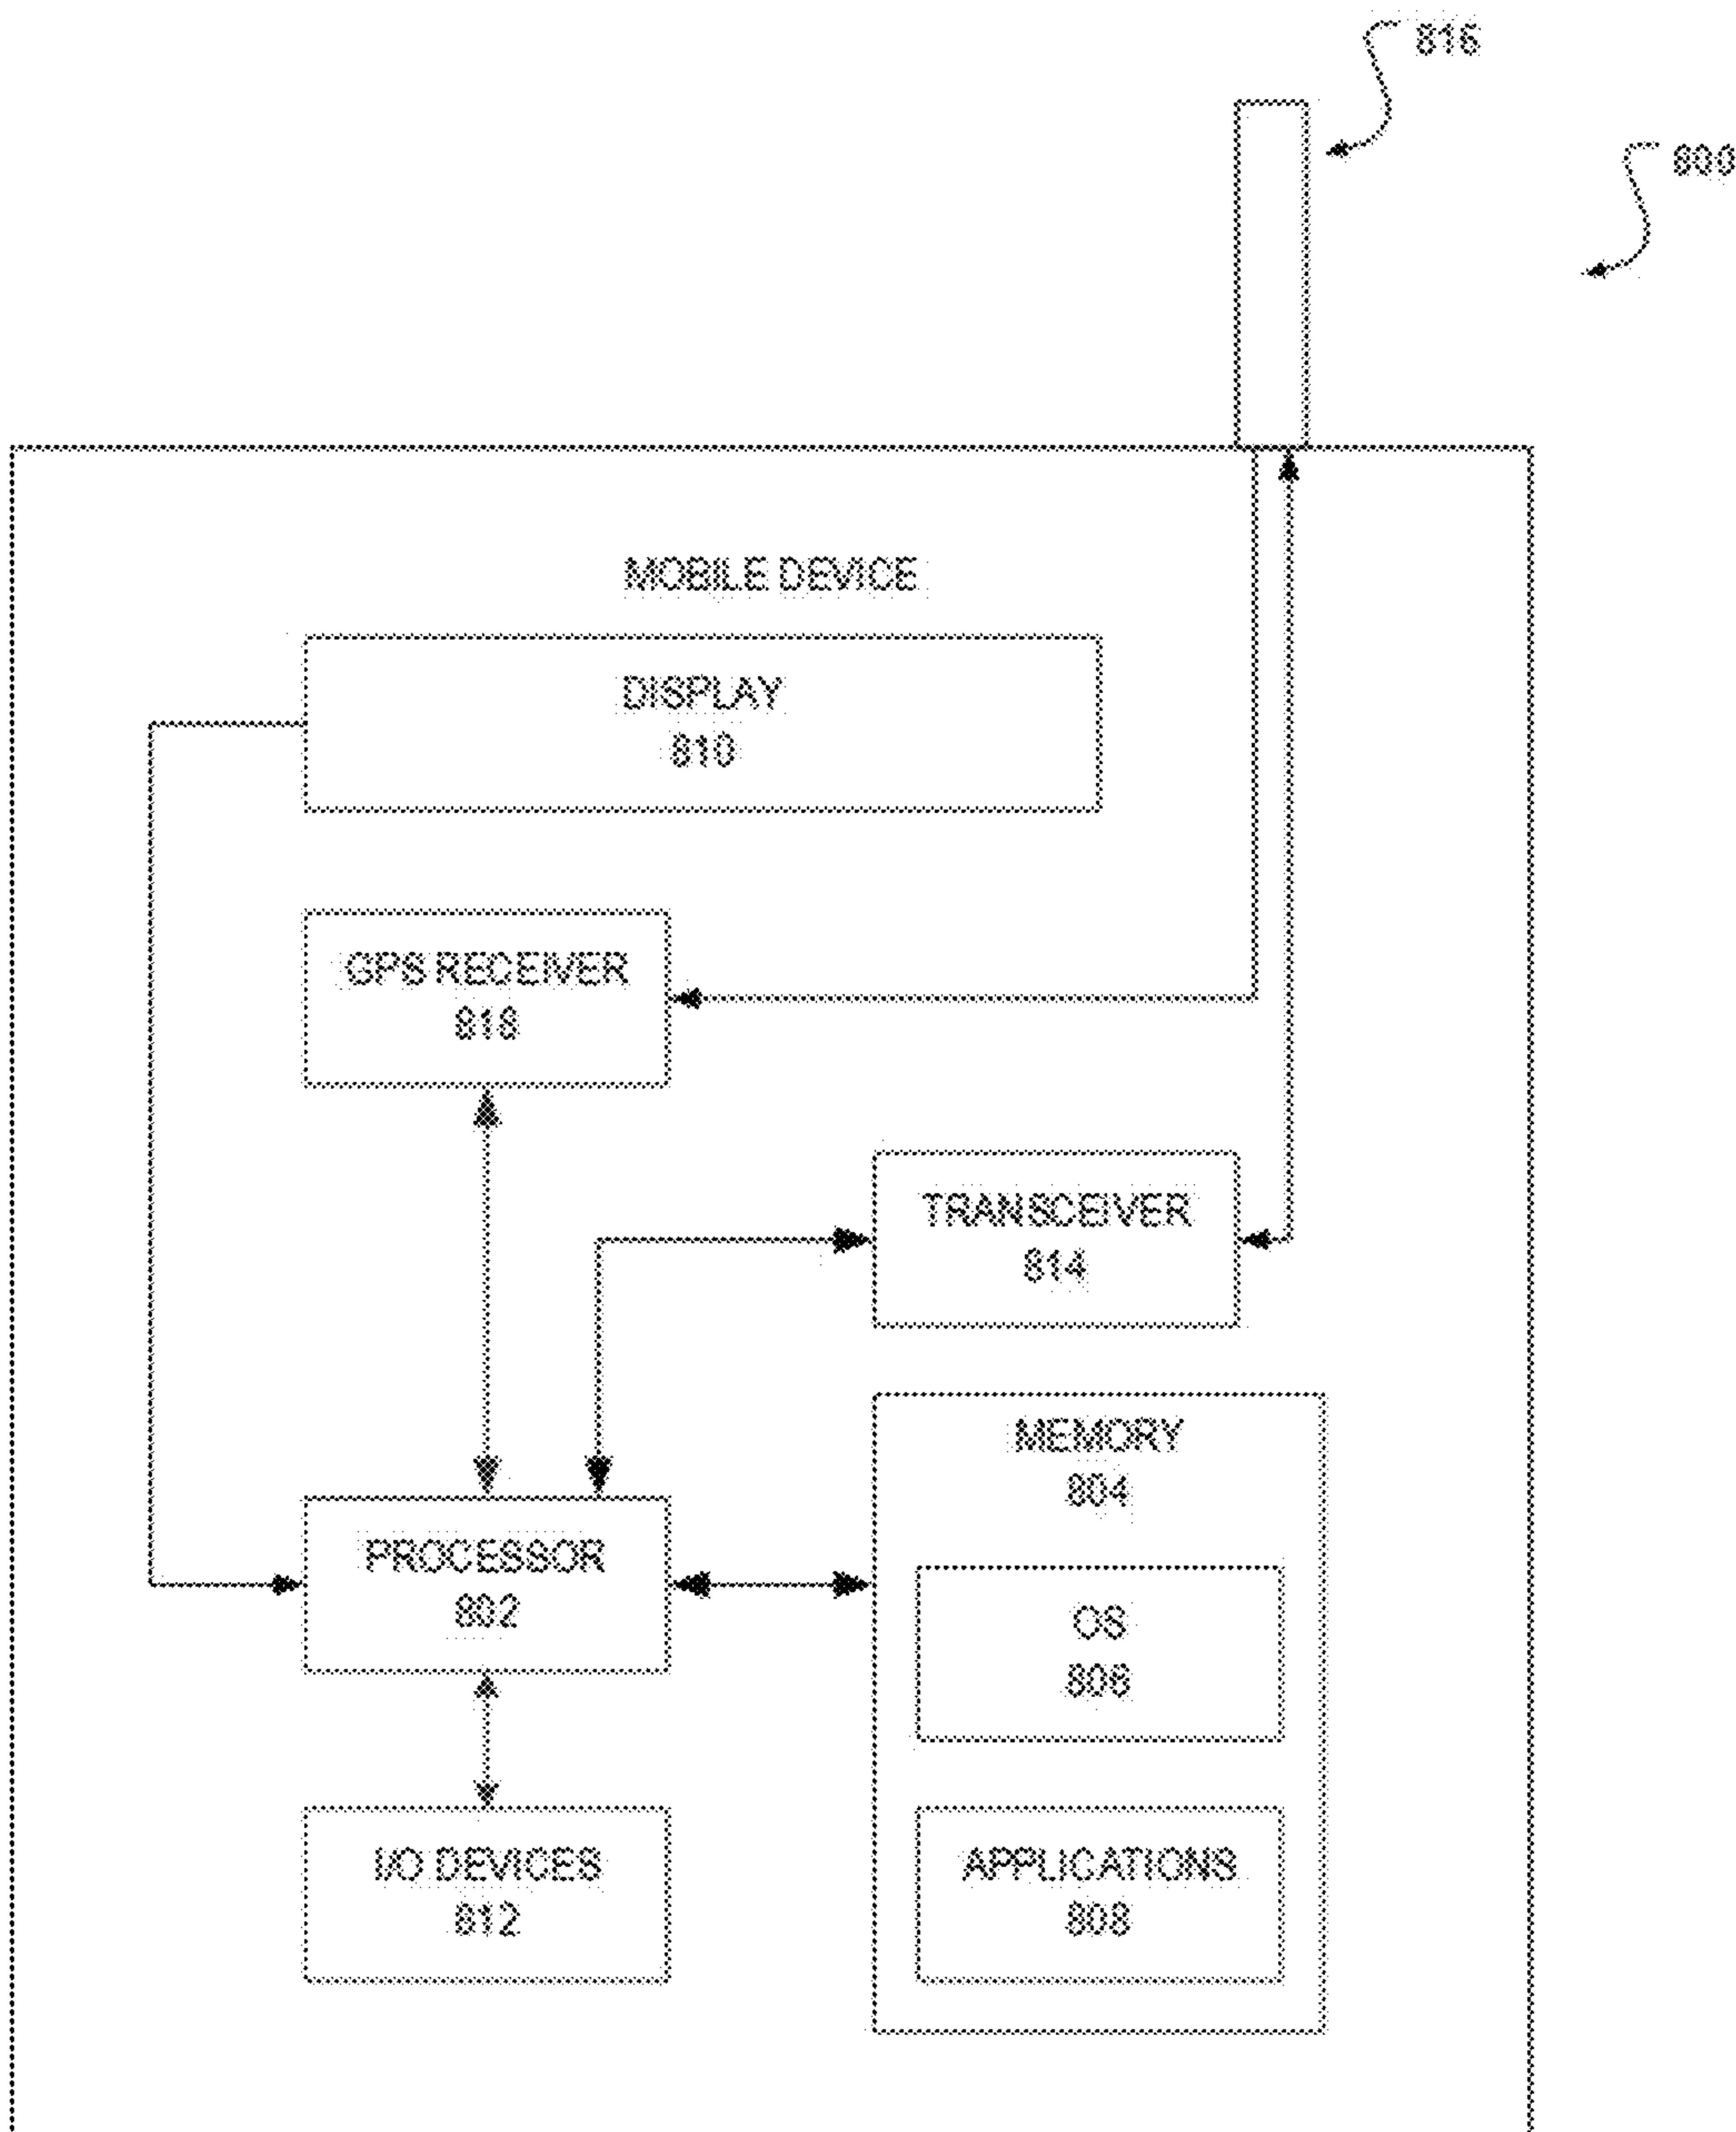 816
800
MOBILE DEVICE
DISPLAY
810
GPS RECEIVER
818
TRANSCEIVER
814
MEMORY
804
PROCESSOR
802
OS
806
I/O DEVICES
812
APPLICATIONS
808